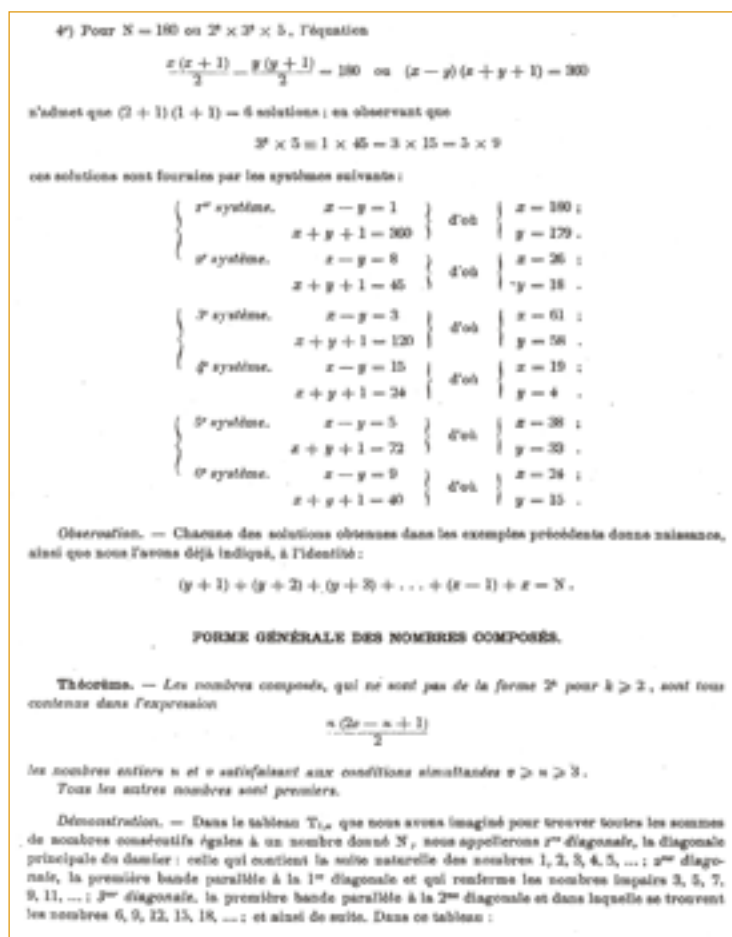 4°) Pour N = 180 ou 2² × 3² × 5, l'équation
x (x + 1)/2 − y (y + 1)/2 = 180 ou (x − y) (x + y + 1) = 360
n'admet que (2 + 1) (1 + 1) = 6 solutions ; en observant que
3² × 5 = 1 × 45 = 3 × 15 = 5 × 9
ces solutions sont fournies par les systèmes suivants :
1er système. x − y = 1 d'où x = 180 ;
x + y + 1 = 360 y = 179 .
2e système. x − y = 8 d'où x = 26 ;
x + y + 1 = 45 y = 18 .
3e système. x − y = 3 d'où x = 61 ;
x + y + 1 = 120 y = 58 .
4e système. x − y = 15 d'où x = 19 ;
x + y + 1 = 24 y = 4 .
5e système. x − y = 5 d'où x = 38 ;
x + y + 1 = 72 y = 33 .
6e système. x − y = 9 d'où x = 24 ;
x + y + 1 = 40 y = 15 .
Observation. — Chacune des solutions obtenues dans les exemples précédents donne naissance,
ainsi que nous l'avons déjà indiqué, à l'identité :
(y + 1) + (y + 2) + (y + 3) + . . . + (x − 1) + x = N .
FORME GÉNÉRALE DES NOMBRES COMPOSÉS.
Théorème. — Les nombres composés, qui ne sont pas de la forme 2ᵏ pour k ⩾ 2, sont tous
contenus dans l'expression
n (2v − n + 1)/2
les nombres entiers n et v satisfaisant aux conditions simultanées v ⩾ n ⩾ 3 .
Tous les autres nombres sont premiers.
Démonstration. — Dans le tableau que nous avons imaginé pour trouver toutes les sommes
de nombres consécutifs égales à un nombre donné N, nous appellerons 1re diagonale, la diagonale
principale du damier : celle qui contient la suite naturelle des nombres 1, 2, 3, 4, 5, ... ; 2me diago-
nale, la première bande parallèle à la 1re diagonale et qui renferme les nombres impairs 3, 5, 7,
9, 11, ... ; 3me diagonale, la première bande parallèle à la 2me diagonale et dans laquelle se trouvent
les nombres 6, 9, 12, 15, 18, ... ; et ainsi de suite. Dans ce tableau :